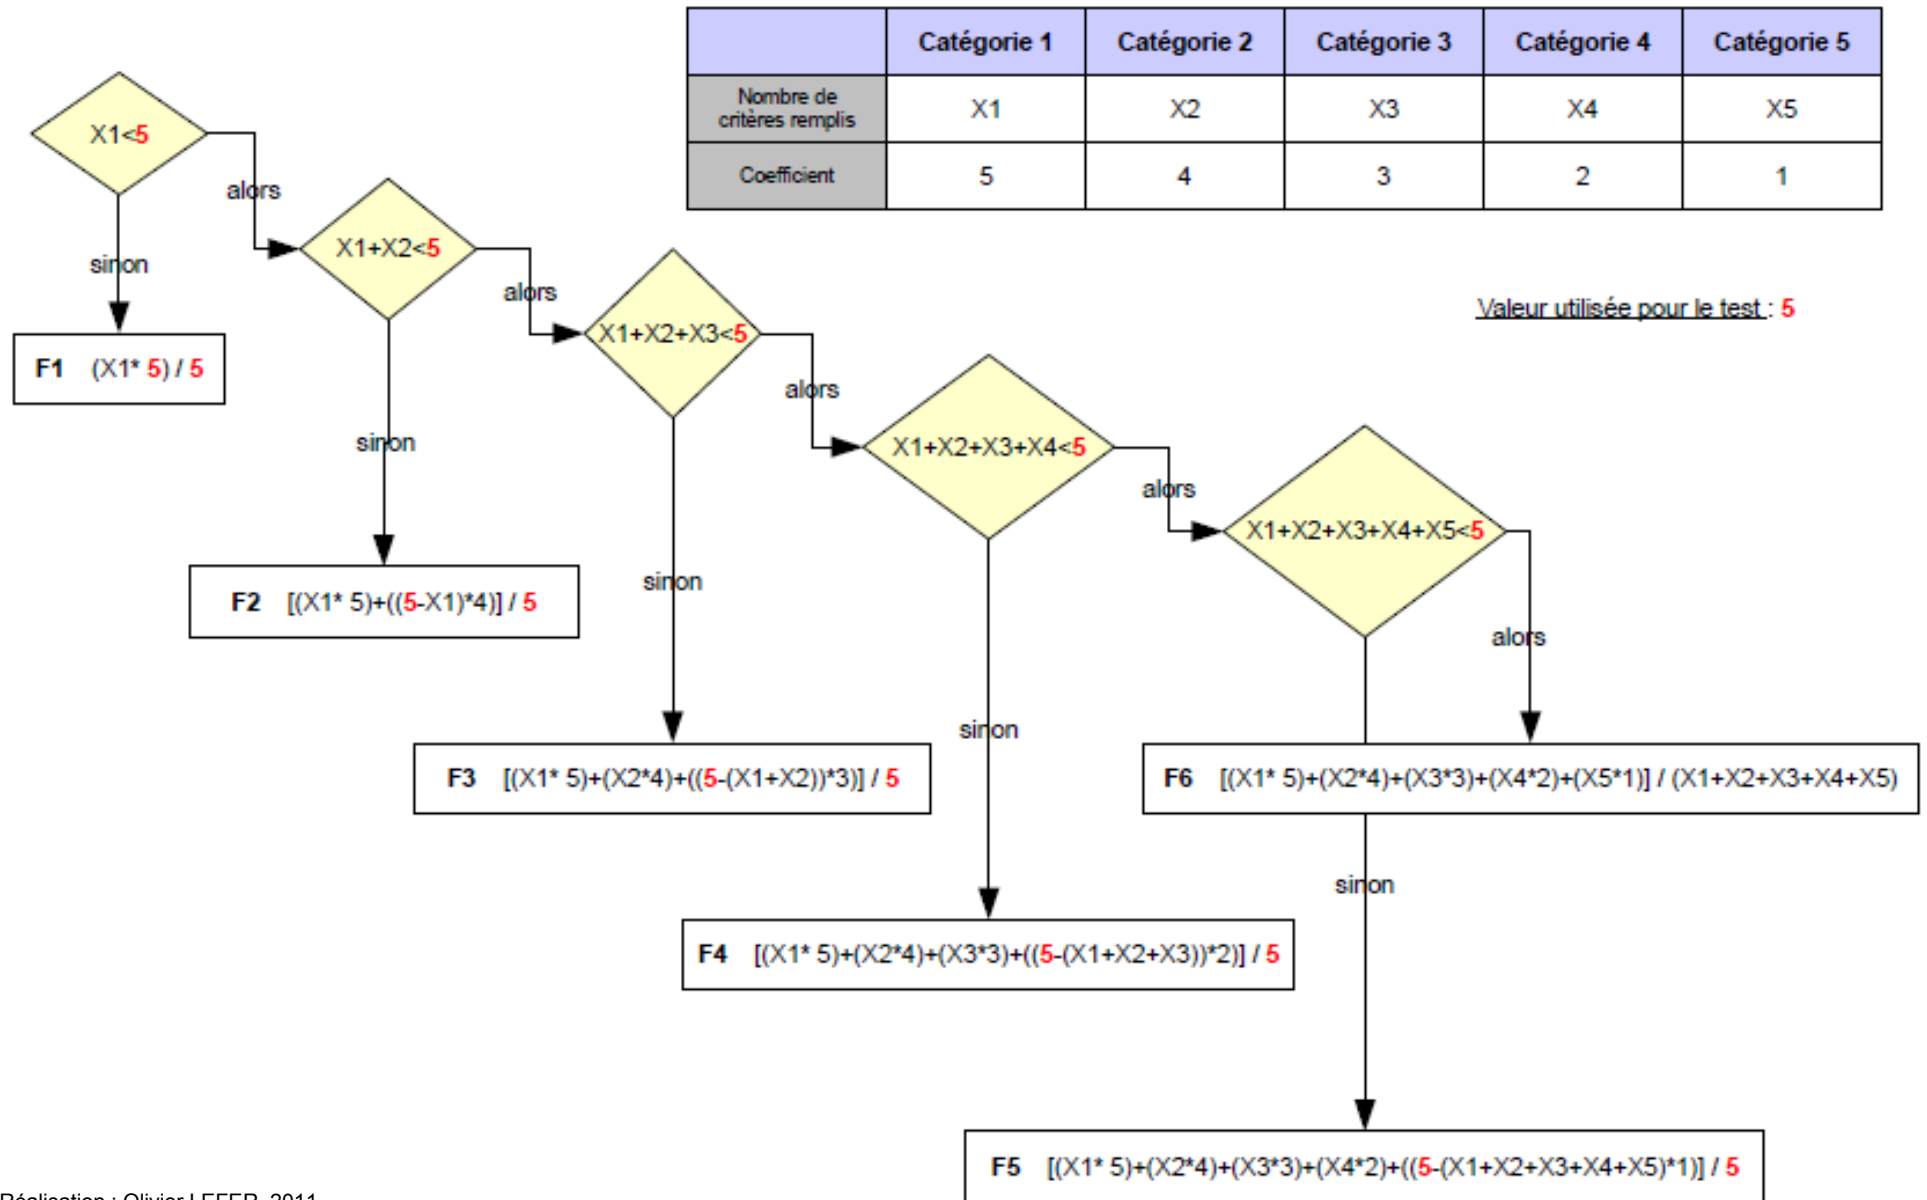 Catégorie 1 Catégorie 2 Catégorie 3 Catégorie 4 Catégorie 5
Nombre de
critères remplis
X1 X2 X3 X4 X5
Coefficient 5 4 3 2 1
X1<5
alors
sinon
F1 (X1* 5) / 5
X1+X2<5
alors
sinon
F2 [(X1* 5)+((5-X1)*4)] / 5
X1+X2+X3<5
alors
sinon
F3 [(X1* 5)+(X2*4)+((5-(X1+X2))*3)] / 5
Valeur utilisée pour le test : 5
X1+X2+X3+X4<5
alors
sinon
F4 [(X1* 5)+(X2*4)+(X3*3)+((5-(X1+X2+X3))*2)] / 5
X1+X2+X3+X4+X5<5
alors
F6 [(X1* 5)+(X2*4)+(X3*3)+(X4*2)+(X5*1)] / (X1+X2+X3+X4+X5)
sinon
F5 [(X1* 5)+(X2*4)+(X3*3)+(X4*2)+((5-(X1+X2+X3+X4+X5)*1)] / 5
Réalisation : Olivier LEFER, 2011